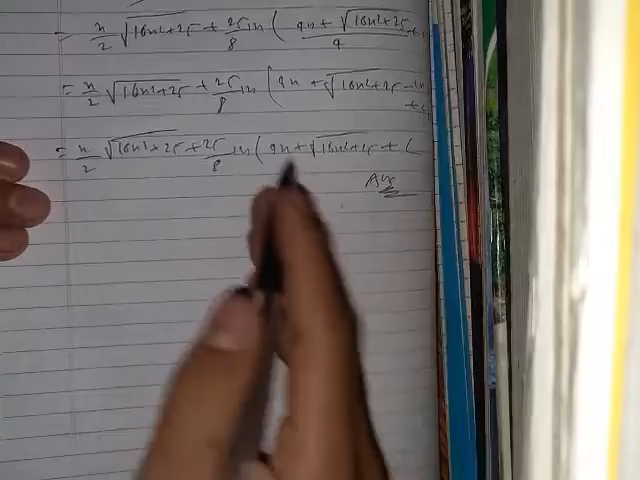 = x/2 √16x²+25 + 25/8 ln ( 4x + √16x²+25 / 4 + c
= x/2 √16x²+25 + 25/8 ln [ 4x + √16x²+25 - ln + c
= x/2 √16x²+25 + 25/8 ln ( 4x + √16x²+25 + C
Ans